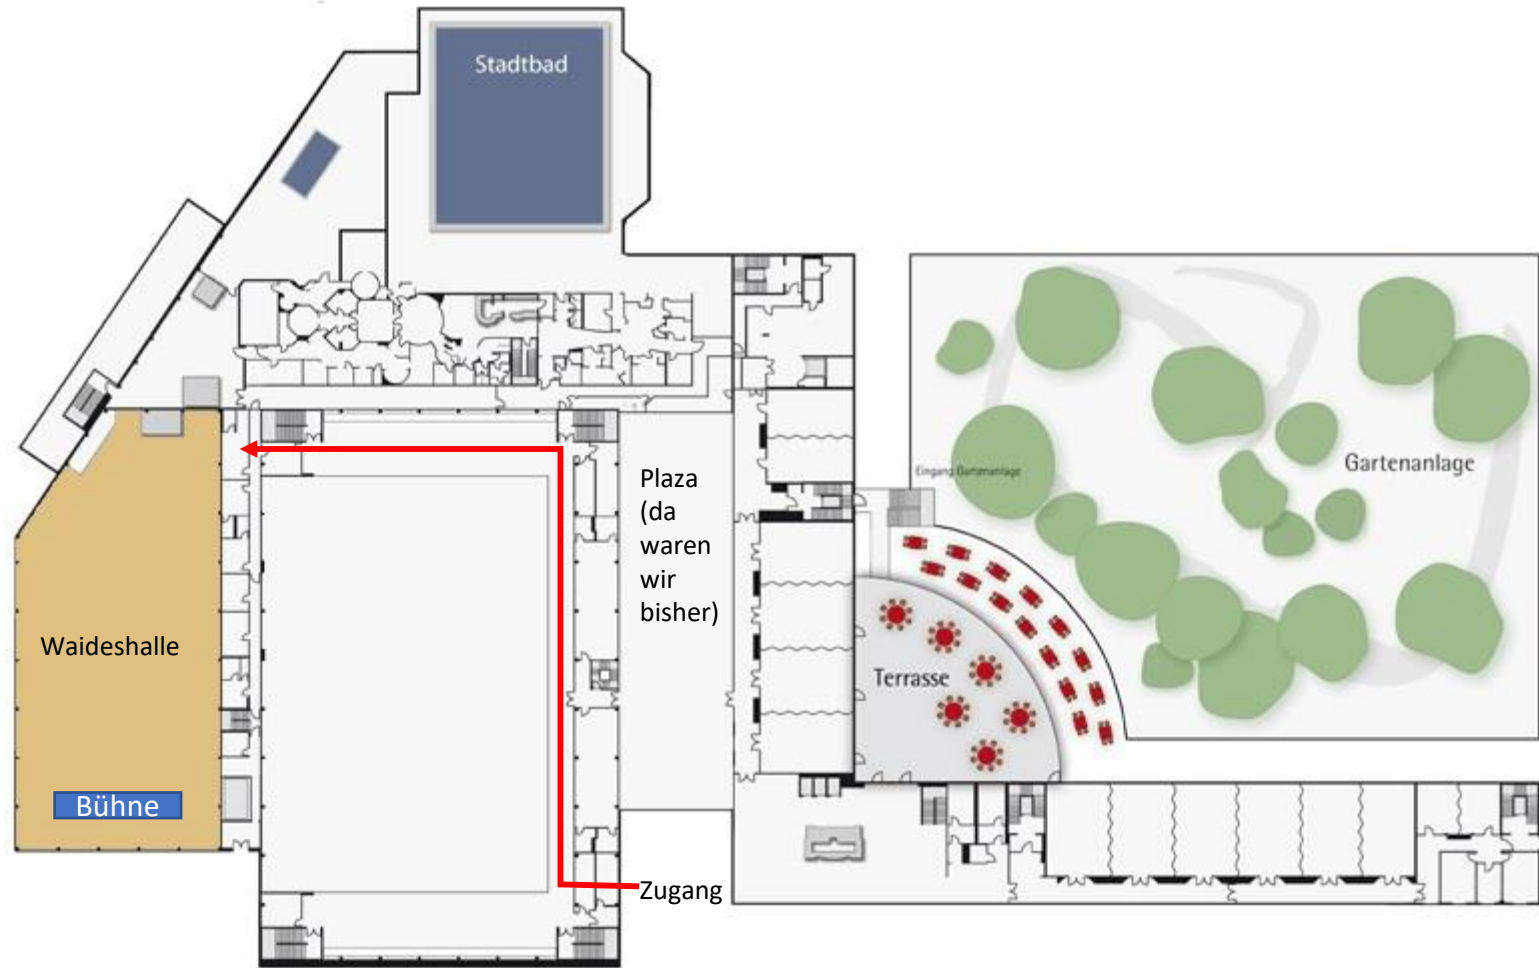 Stadtbad
Eingang Gartenanlage
Gartenanlage
Plaza
(da
waren
wir
bisher)
Waideshalle
Terrasse
Bühne
Zugang